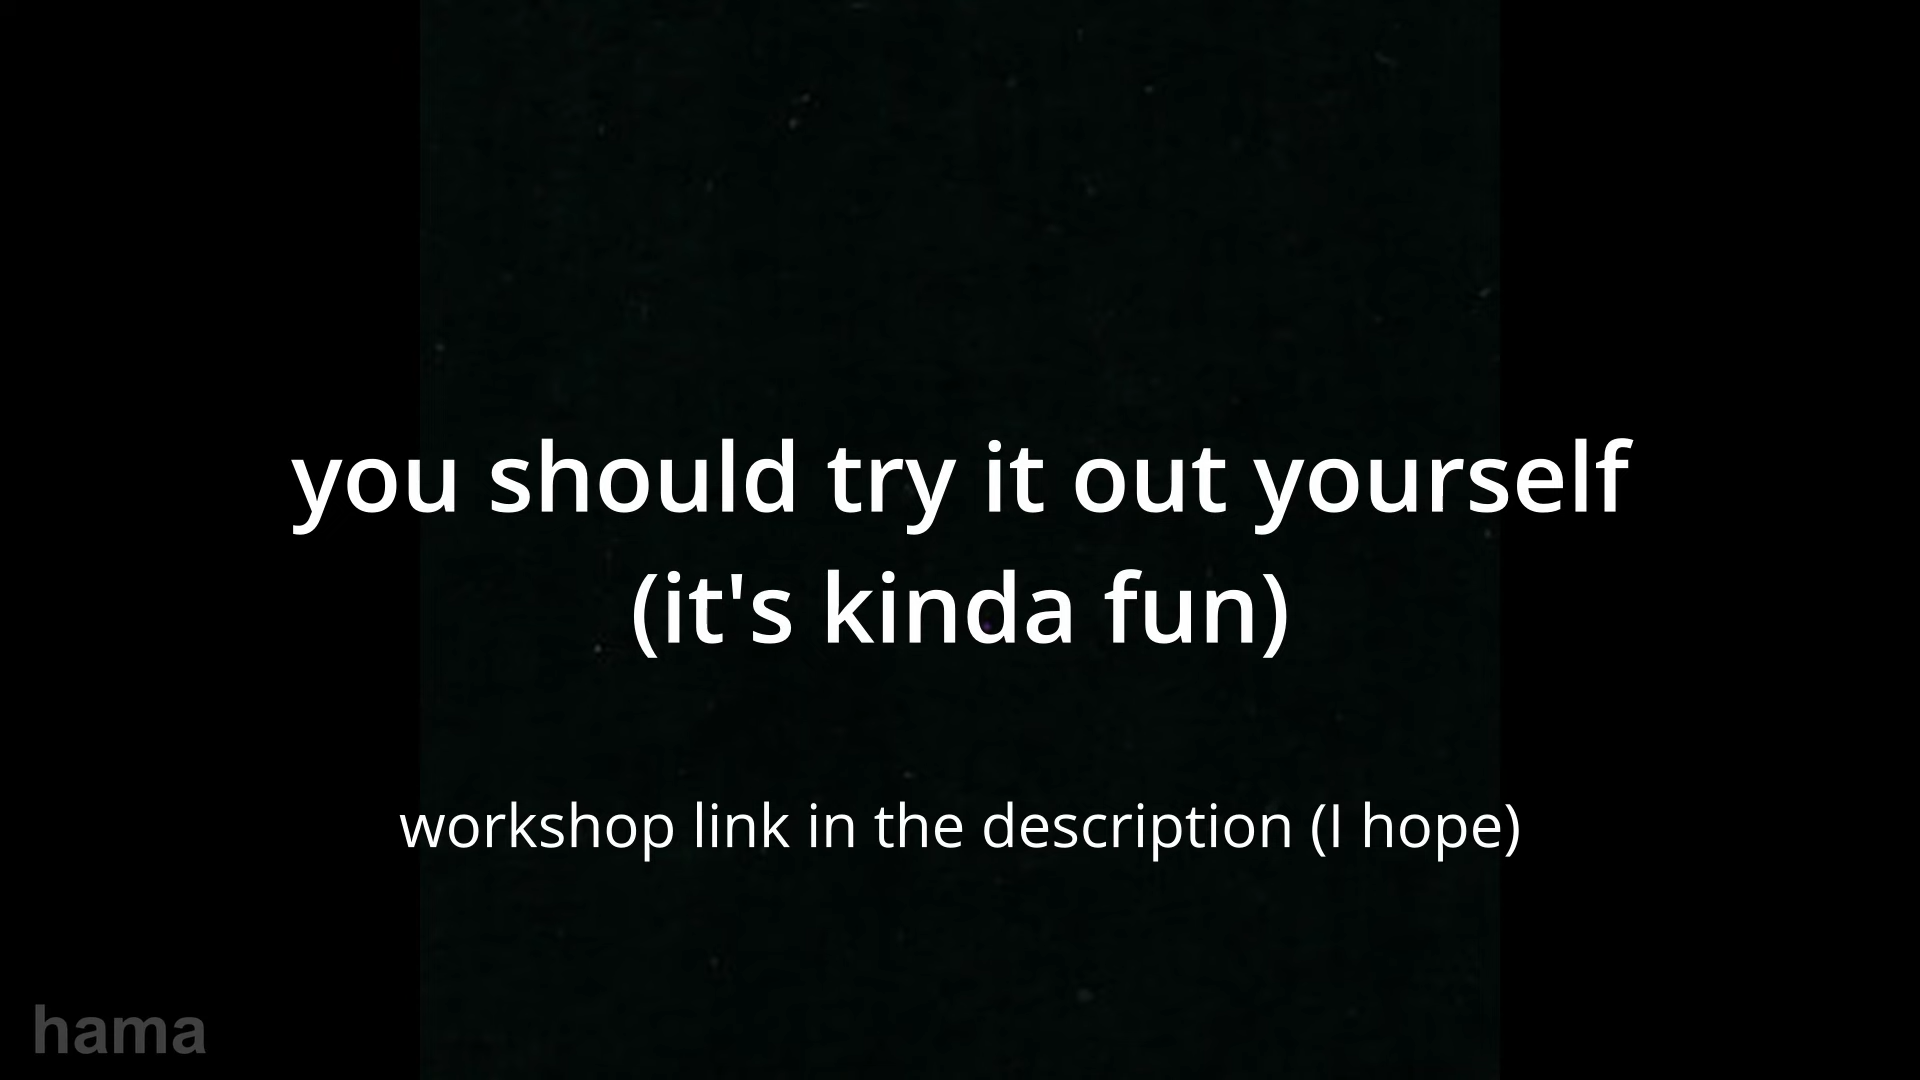 you should try it out yourself
(it's kinda fun)
workshop link in the description (I hope)
hama